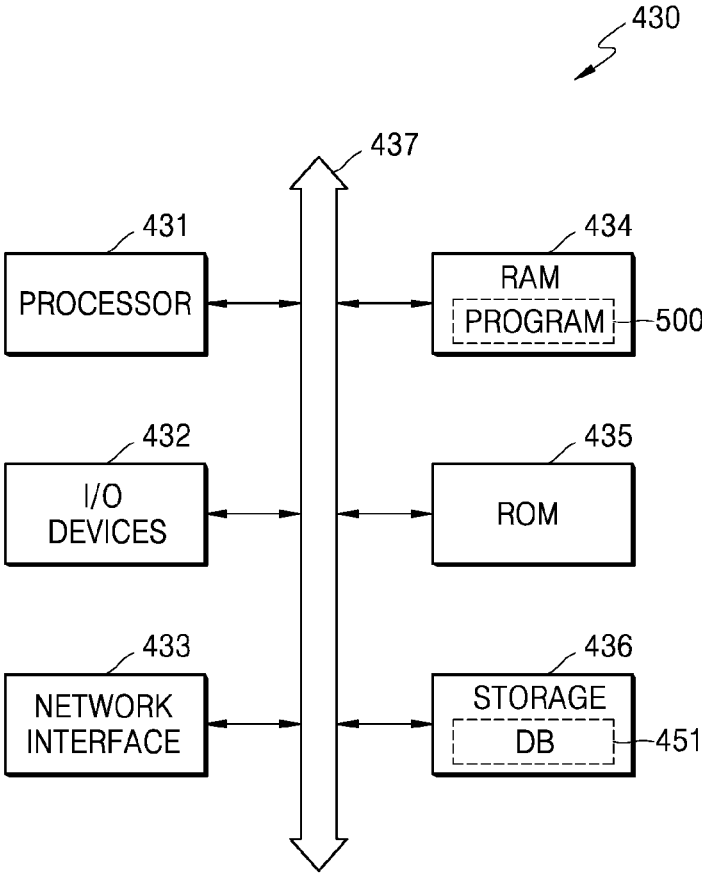 430
437
431
PROCESSOR
434
RAM
PROGRAM
500
432
I/O
DEVICES
435
ROM
433
NETWORK
INTERFACE
436
STORAGE
DB
451